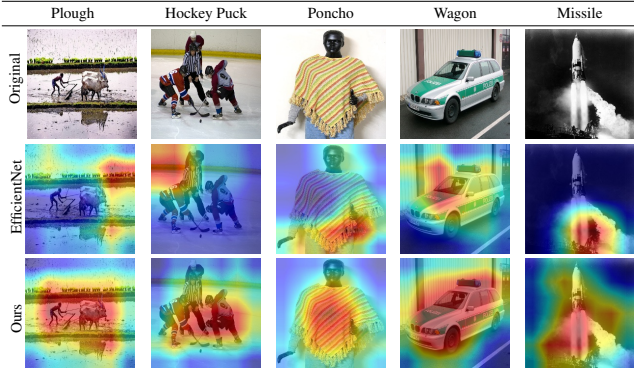 Plough Hockey Puck Poncho Wagon Missile
Original
EfficientNet
Ours